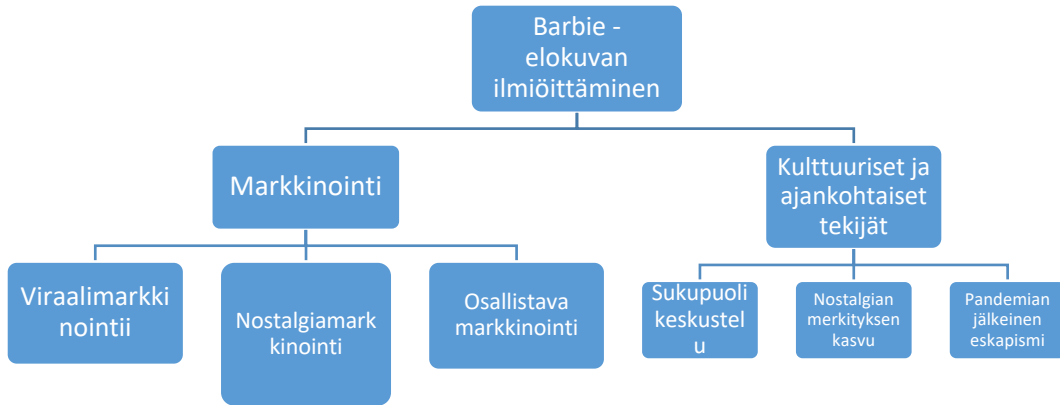 Barbie -
elokuvan
ilmiöittäminen
Markkinointi
Kulttuuriset ja
ajankohtaiset
tekijät
Viraalimarkki
nointii
Nostalgiamark
kinointi
Osallistava
markkinointi
Sukupuoli
keskustel
u
Nostalgian
merkityksen
kasvu
Pandemian
jälkeinen
eskapismi